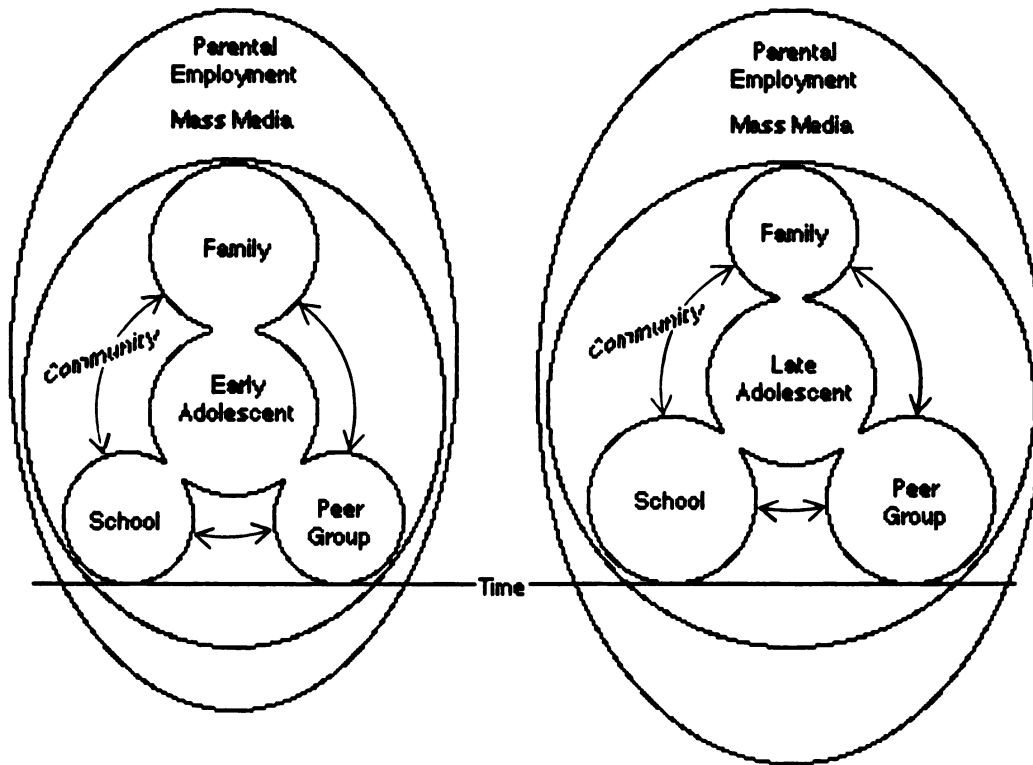 Parental
Employment
Mass Media
Family
Community
Early
Adolescent
School
Peer
Group
Time
Parental
Employment
Mass Media
Family
Community
Late
Adolescent
School
Peer
Group